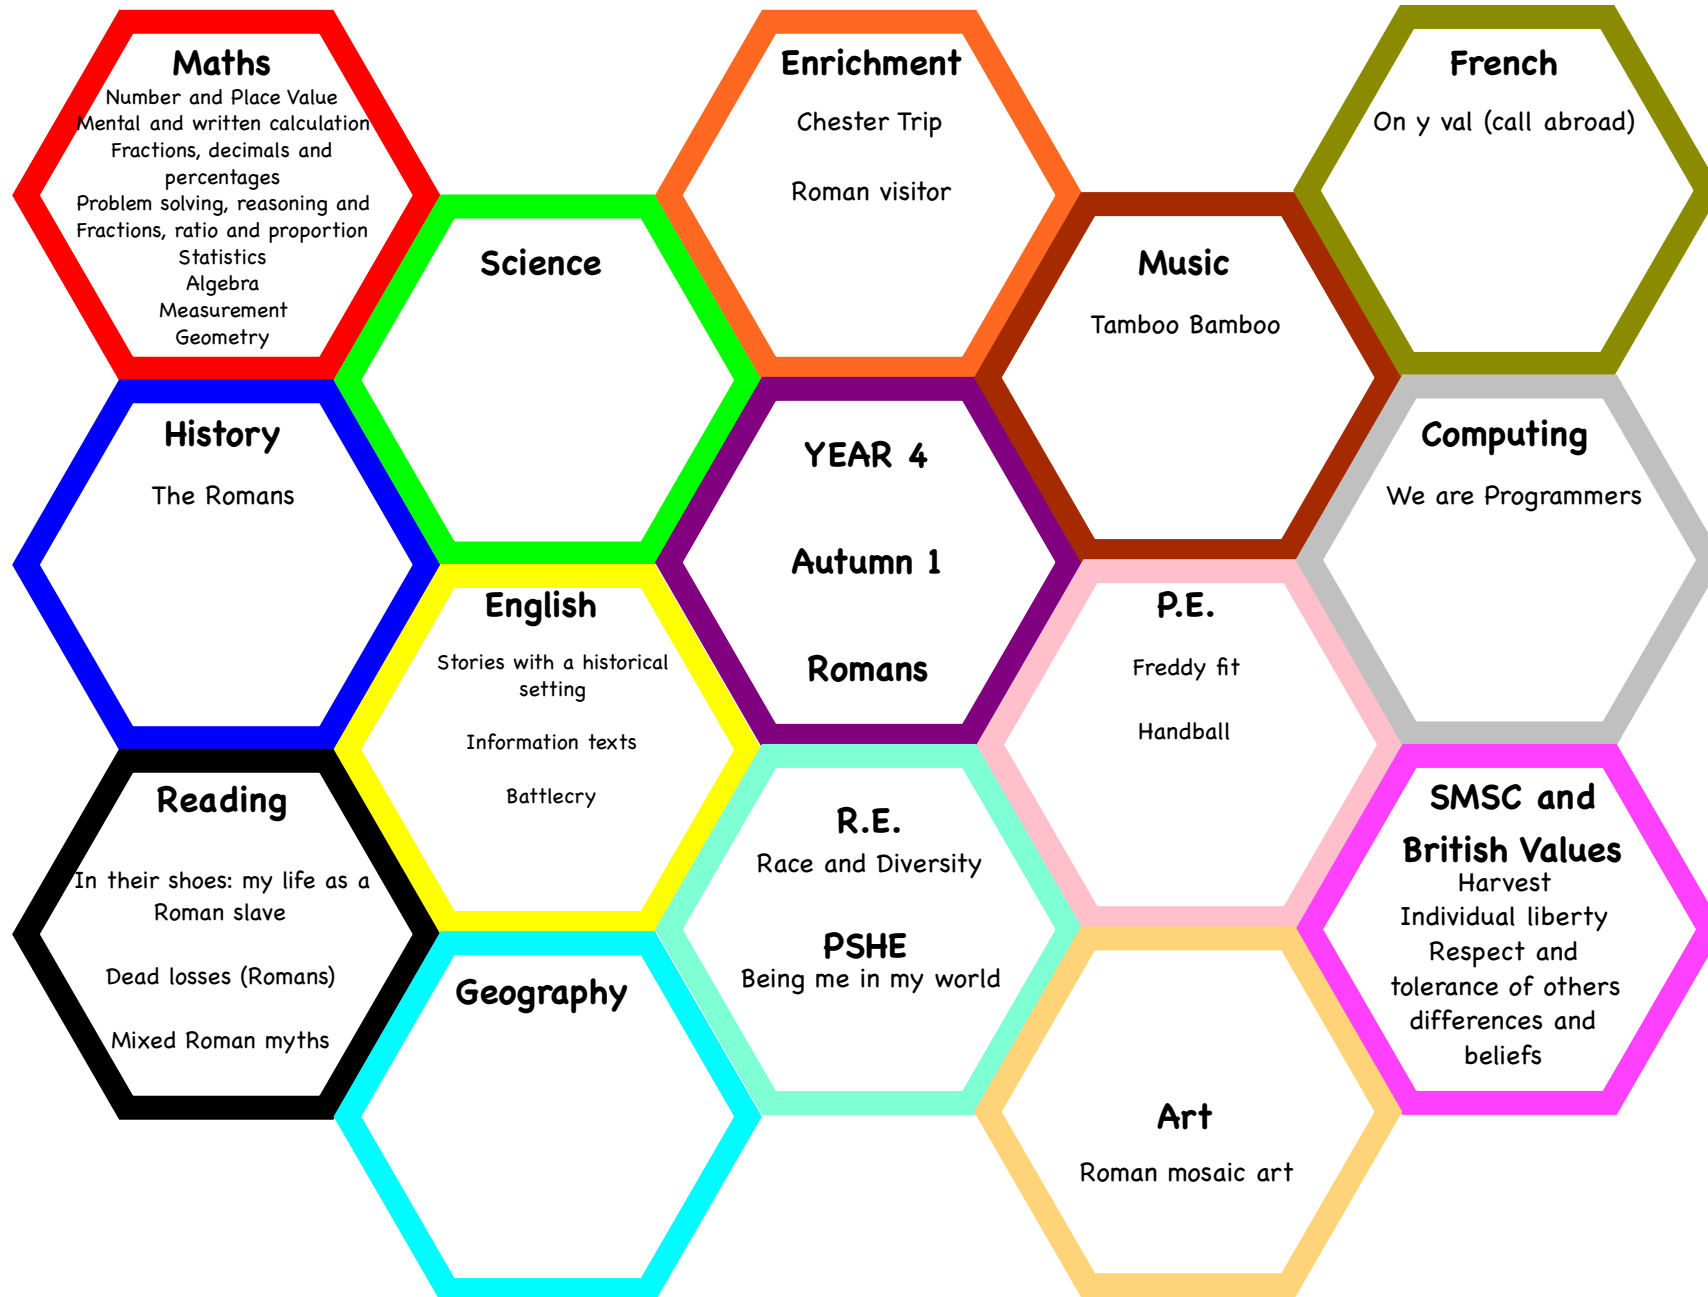 Maths
Number and Place Value
Mental and written calculation
Fractions, decimals and
percentages
Problem solving, reasoning and
Fractions, ratio and proportion
Statistics
Algebra
Measurement
Geometry
Enrichment
Chester Trip
Roman visitor
French
On y val (call abroad)
Science
Music
Tamboo Bamboo
History
The Romans
YEAR 4
Autumn 1
Romans
Computing
We are Programmers
English
Stories with a historical
setting
Information texts
Battlecry
P.E.
Freddy fit
Handball
Reading
In their shoes: my life as a
Roman slave
Dead losses (Romans)
Mixed Roman myths
R.E.
Race and Diversity
PSHE
Being me in my world
SMSC and
British Values
Harvest
Individual liberty
Respect and
tolerance of others
differences and
beliefs
Geography
Art
Roman mosaic art